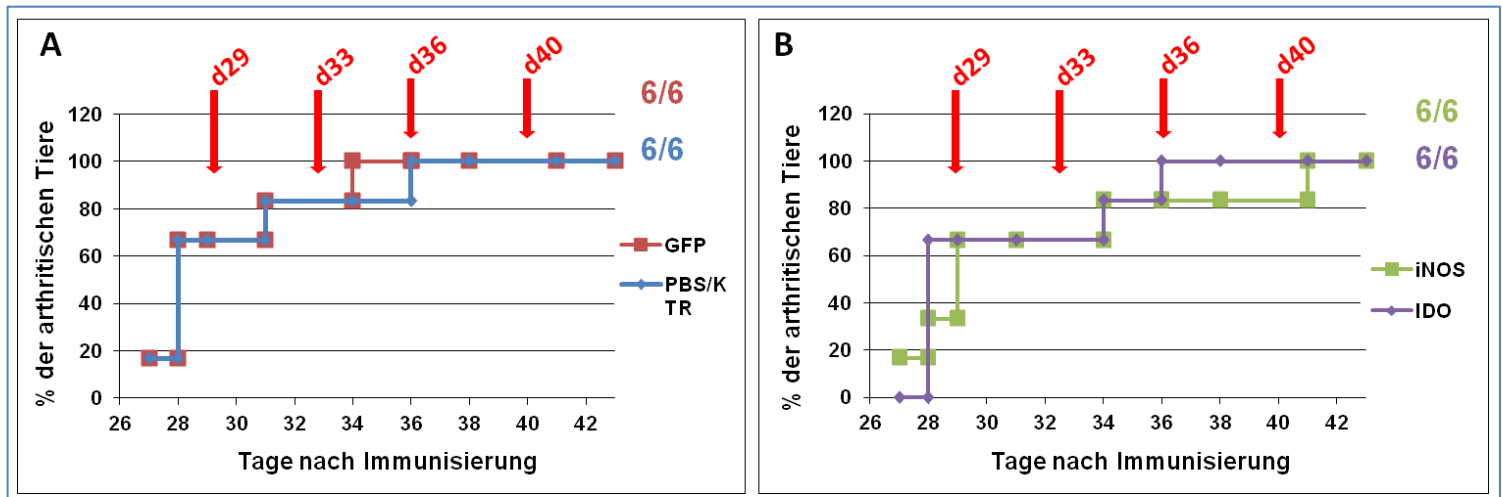 A
d29
d33
d36
d40
6/6
6/6
% der arthritischen Tiere
120
100
80
60
40
20
0
26 28 30 32 34 36 38 40 42
Tage nach Immunisierung
GFP
PBS/K
TR
B
d29
d33
d36
d40
6/6
6/6
% der arthritischen Tiere
120
100
80
60
40
20
0
26 28 30 32 34 36 38 40 42
Tage nach Immunisierung
iNOS
IDO